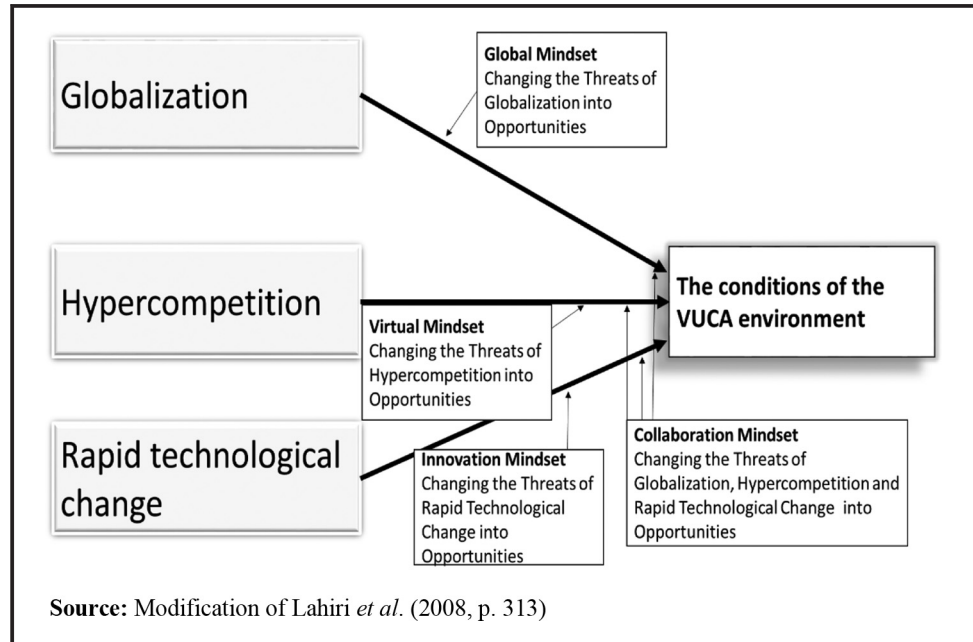 Globalization
Global Mindset
Changing the Threats of
Globalization into
Opportunities
Hypercompetition
Virtual Mindset
Changing the Threats of
Hypercompetition into
Opportunities
The conditions of the
VUCA environment
Rapid technological
change
Innovation Mindset
Changing the Threats of
Rapid Technological
Change into
Opportunities
Collaboration Mindset
Changing the Threats of
Globalization, Hypercompetition and
Rapid Technological Change into
Opportunities
Source: Modification of Lahiri et al. (2008, p. 313)